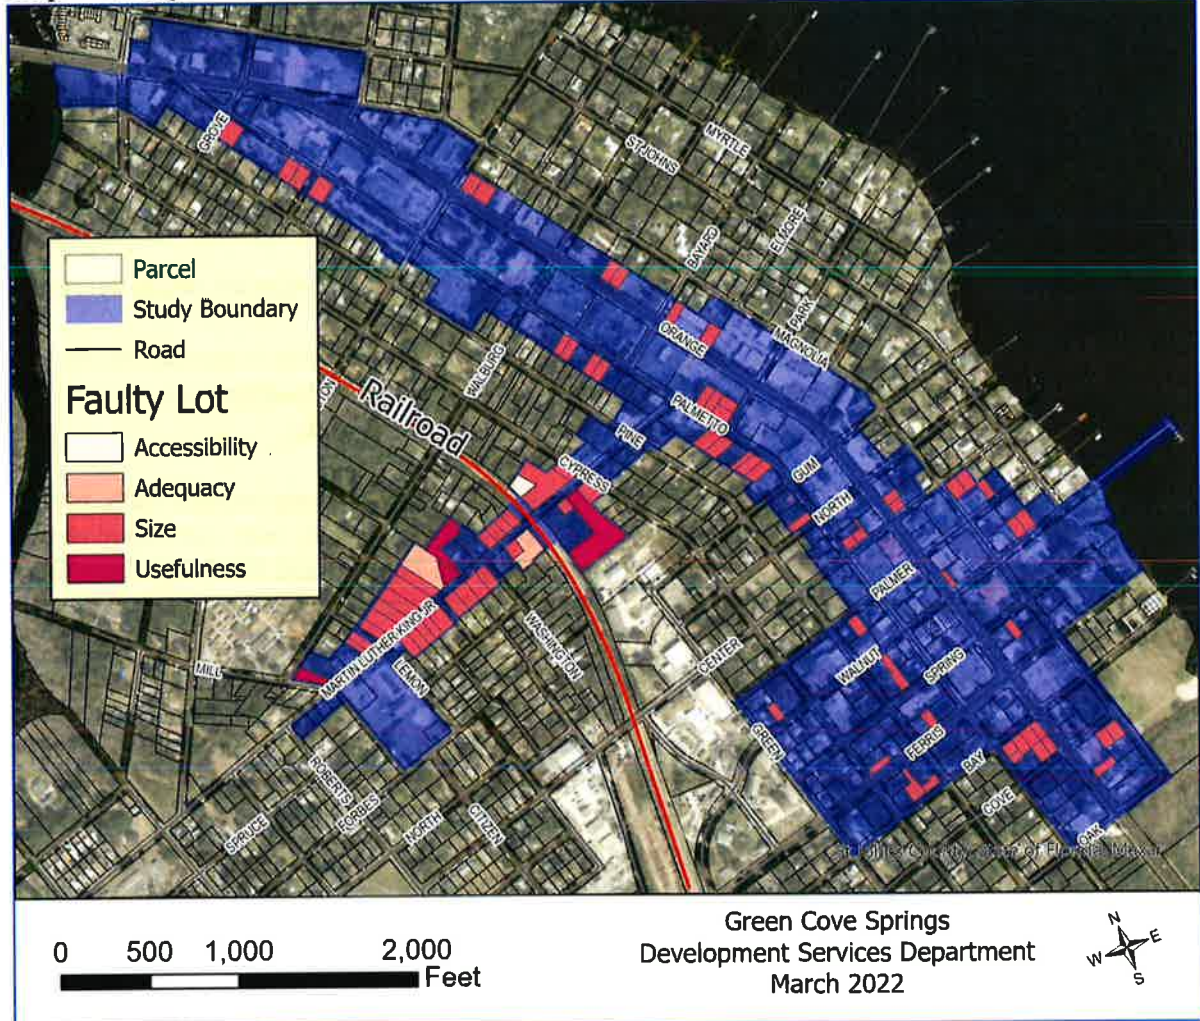 GROVE
MYRTLE
ST JOHNS
ELMORE
BAYARD
PARK
ORANGE
MAGNOLIA
WALBURG
Railroad
PALMETTO
PINE
CYPRESS
GUM
NORTH
PALMER
WASHINGTON
CENTER
WALNUT
SPRING
MARTIN LUTHER KING JR
LEMON
MILL
GREEN
FERRIS
BAY
COVE
OAK
ROBERTS
FORBES
SPRUCE
NORTH
CITIZEN
Parcel
Study Boundary
Road
Faulty Lot
Accessibility
Adequacy
Size
Usefulness
0 500 1,000 2,000
Feet
Green Cove Springs
Development Services Department
March 2022
N
W E
S